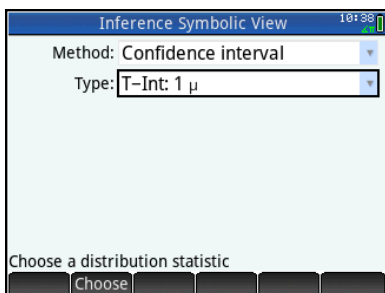 Inference Symbolic View 10:38
Method: Confidence interval
Type: T-Int: 1 μ
Choose a distribution statistic
Choose